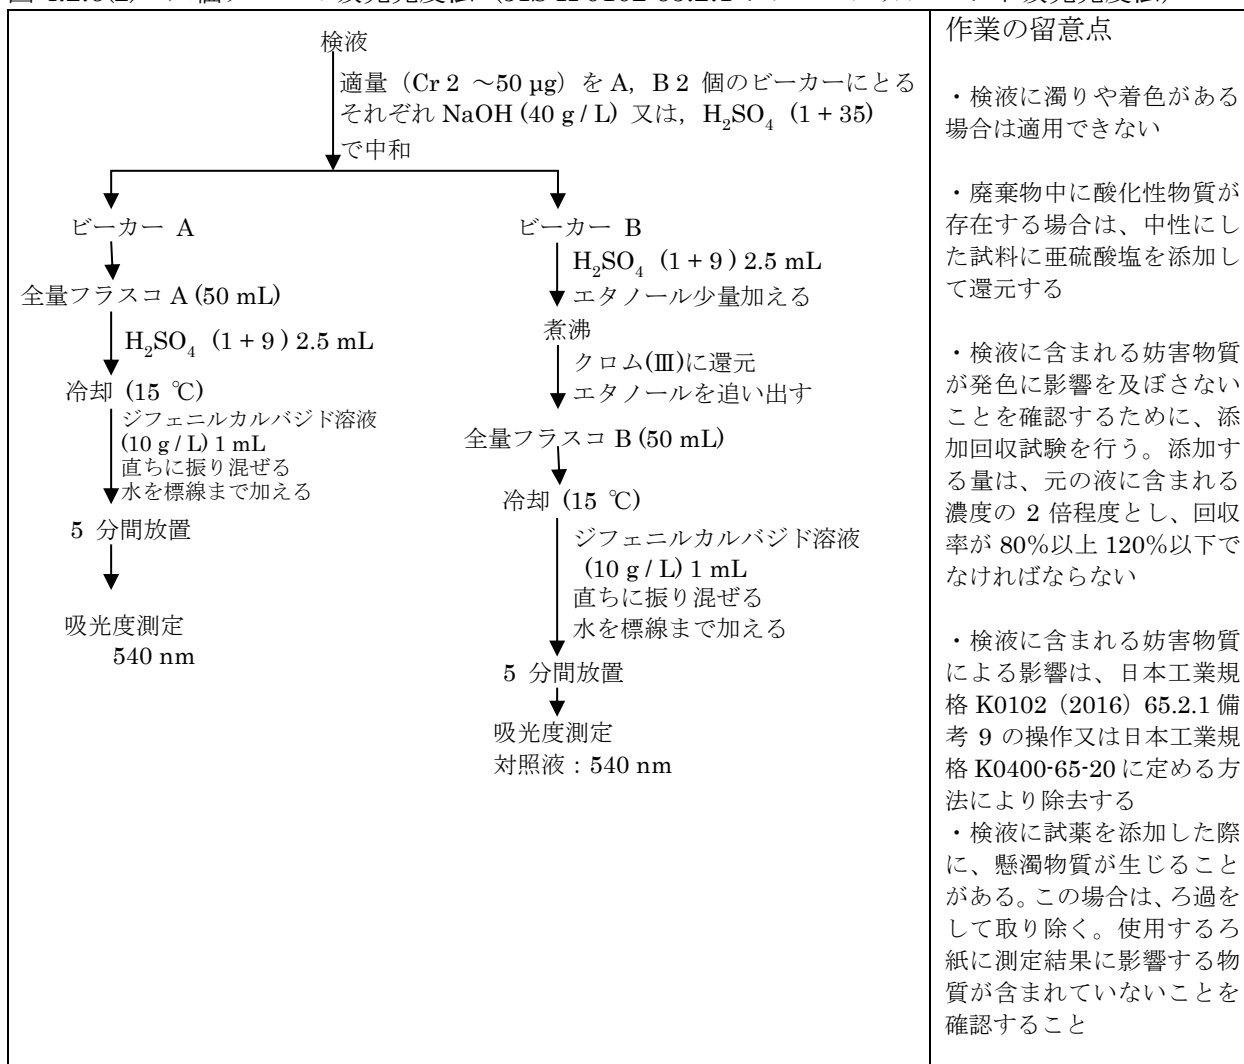 検液
適量（Cr 2 ～50 µg）を A，B 2 個のビーカーにとる
それぞれ NaOH (40 g / L) 又は，H₂SO₄ （1 + 35）
で中和
ビーカー A
全量フラスコ A (50 mL)
H₂SO₄ （1 + 9 ) 2.5 mL
冷却 (15 ℃)
ジフェニルカルバジド溶液
(10 g / L) 1 mL
直ちに振り混ぜる
水を標線まで加える
5 分間放置
吸光度測定
540 nm
ビーカー B
H₂SO₄ （1 + 9 ) 2.5 mL
エタノール少量加える
煮沸
クロム(Ⅲ)に還元
エタノールを追い出す
全量フラスコ B (50 mL)
冷却 (15 ℃)
ジフェニルカルバジド溶液
（10 g / L) 1 mL
直ちに振り混ぜる
水を標線まで加える
5 分間放置
吸光度測定
対照液：540 nm
作業の留意点
・検液に濁りや着色がある
場合は適用できない
・廃棄物中に酸化性物質が
存在する場合は、中性にし
た試料に亜硫酸塩を添加し
て還元する
・検液に含まれる妨害物質
が発色に影響を及ぼさない
ことを確認するために、添
加回収試験を行う。添加す
る量は、元の液に含まれる
濃度の 2 倍程度とし、回収
率が 80％以上 120％以下で
なければならない
・検液に含まれる妨害物質
による影響は、日本工業規
格 K0102（2016）65.2.1 備
考 9 の操作又は日本工業規
格 K0400-65-20 に定める方
法により除去する
・検液に試薬を添加した際
に、懸濁物質が生じること
がある。この場合は、ろ過を
して取り除く。使用するろ
紙に測定結果に影響する物
質が含まれていないことを
確認すること